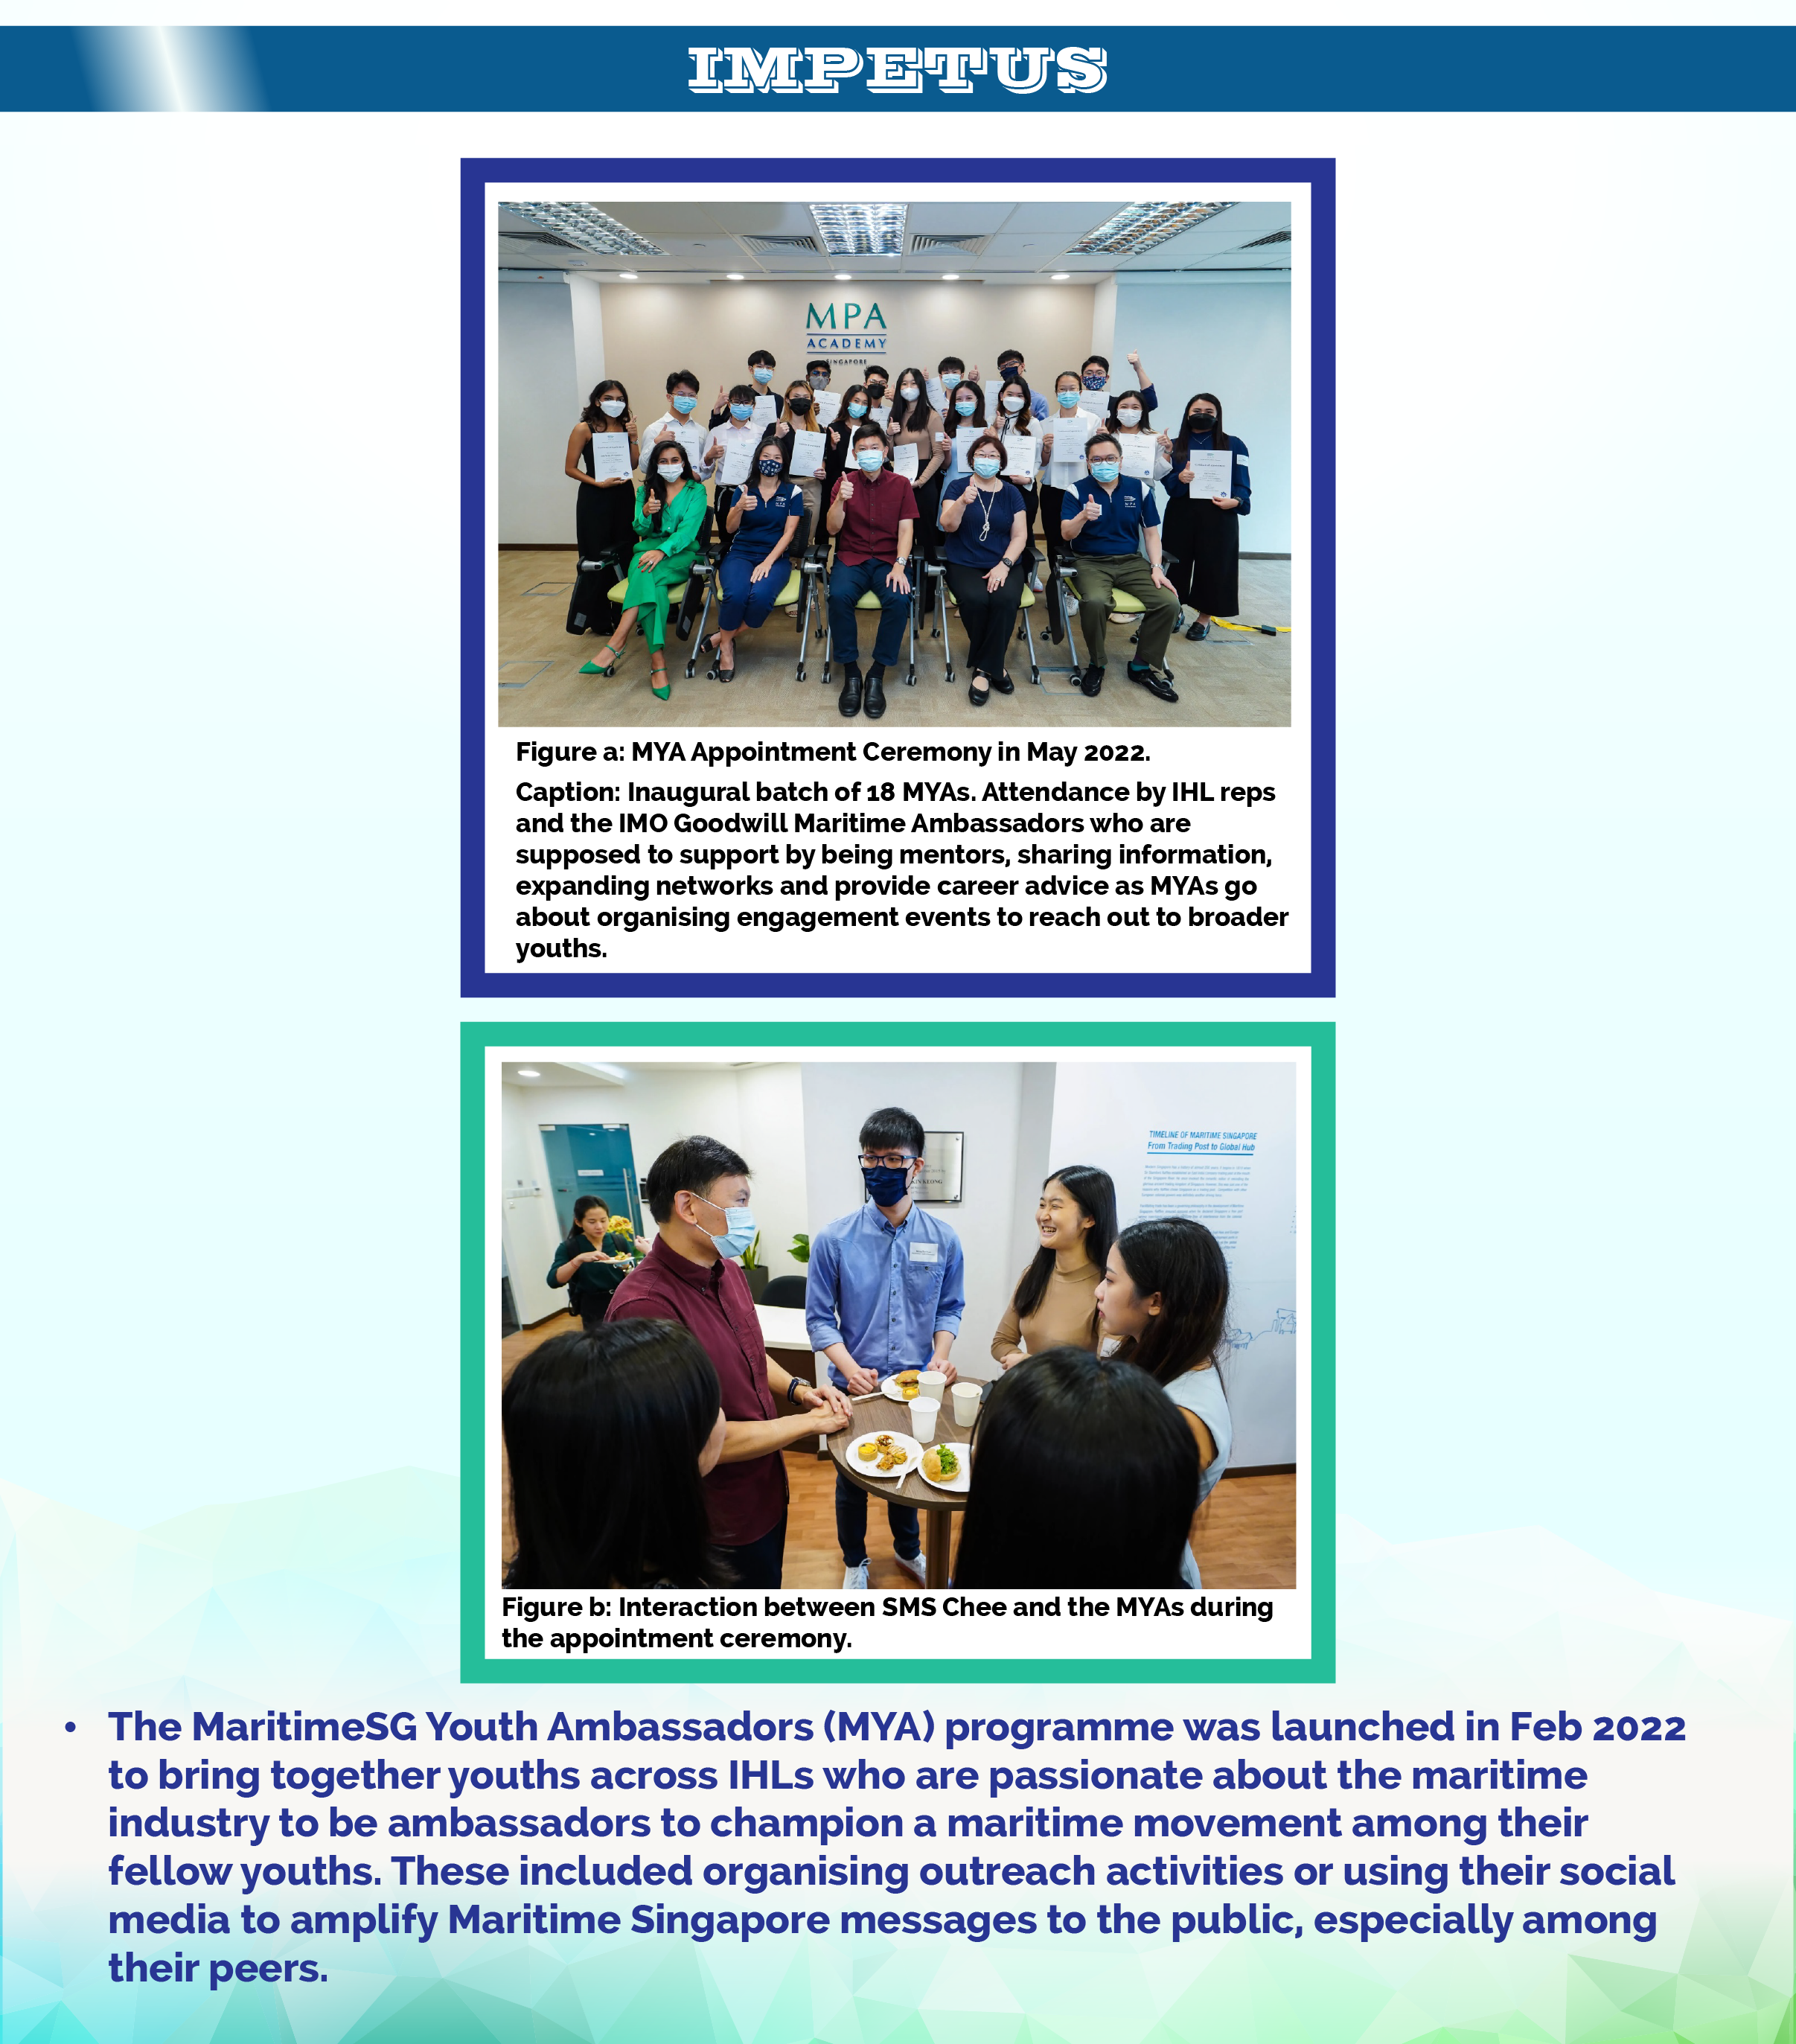 IMPETUS
MPA
ACADEMY
SINGAPORE
Figure a: MYA Appointment Ceremony in May 2022.
Caption: Inaugural batch of 18 MYAs. Attendance by IHL reps
and the IMO Goodwill Maritime Ambassadors who are
supposed to support by being mentors, sharing information,
expanding networks and provide career advice as MYAs go
about organising engagement events to reach out to broader
youths.
TIMELINE OF MARITIME SINGAPORE
From Trading Post to Global Hub
Figure b: Interaction between SMS Chee and the MYAs during
the appointment ceremony.
• The MaritimeSG Youth Ambassadors (MYA) programme was launched in Feb 2022
to bring together youths across IHLs who are passionate about the maritime
industry to be ambassadors to champion a maritime movement among their
fellow youths. These included organising outreach activities or using their social
media to amplify Maritime Singapore messages to the public, especially among
their peers.